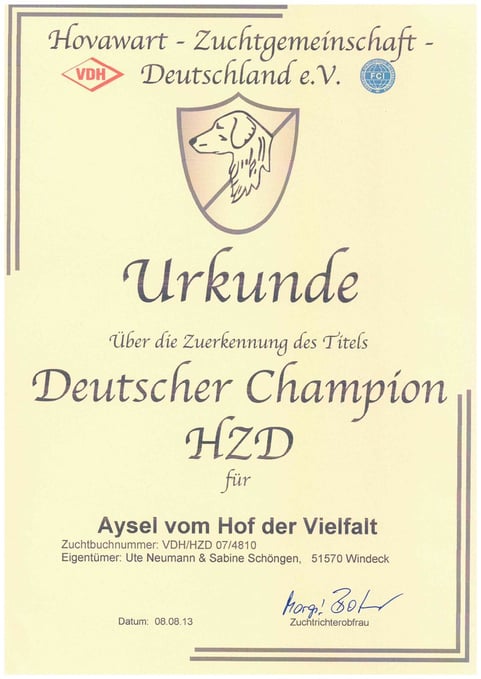 Hovawart - Zuchtgemeinschaft -
VDH Deutschland e.V. FCI
Urkunde
Über die Zuerkennung des Titels
Deutscher Champion
HZD
für
Aysel vom Hof der Vielfalt
Zuchtbuchnummer: VDH/HZD 07/4810
Eigentümer: Ute Neumann & Sabine Schöngen, 51570 Windeck
Datum: 08.08.13
Zuchtrichterobfrau